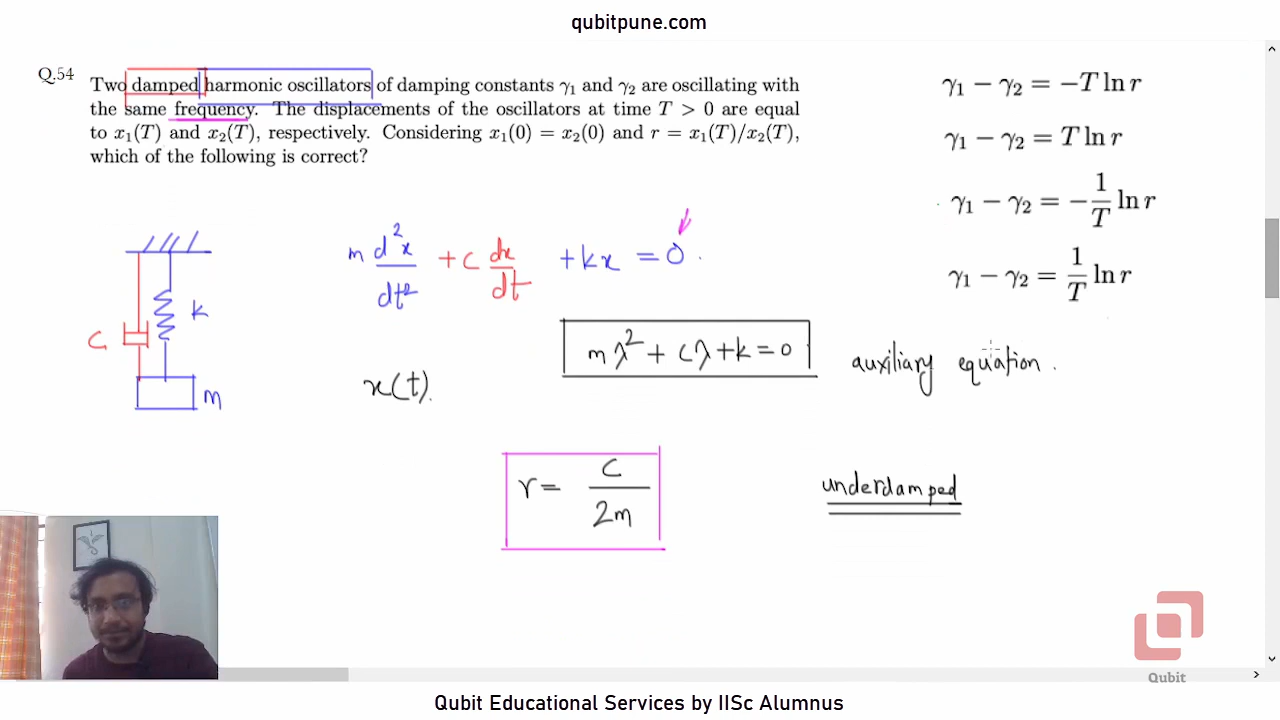 qubitpune.com
Q.54
Two damped harmonic oscillators of damping constants γ₁ and γ₂ are oscillating with
the same frequency. The displacements of the oscillators at time T > 0 are equal
to x₁(T) and x₂(T), respectively. Considering x₁(0) = x₂(0) and r = x₁(T)/x₂(T),
which of the following is correct?
γ₁ − γ₂ = −T ln r
γ₁ − γ₂ = T ln r
γ₁ − γ₂ = −1/T ln r
γ₁ − γ₂ = 1/T ln r
m d²x/dt² + c dx/dt + kx = 0
k
C
m
mλ² + cλ + k = 0
auxiliary equation.
x(t).
r = c/2m
underdamped
Qubit
Qubit Educational Services by IISc Alumnus